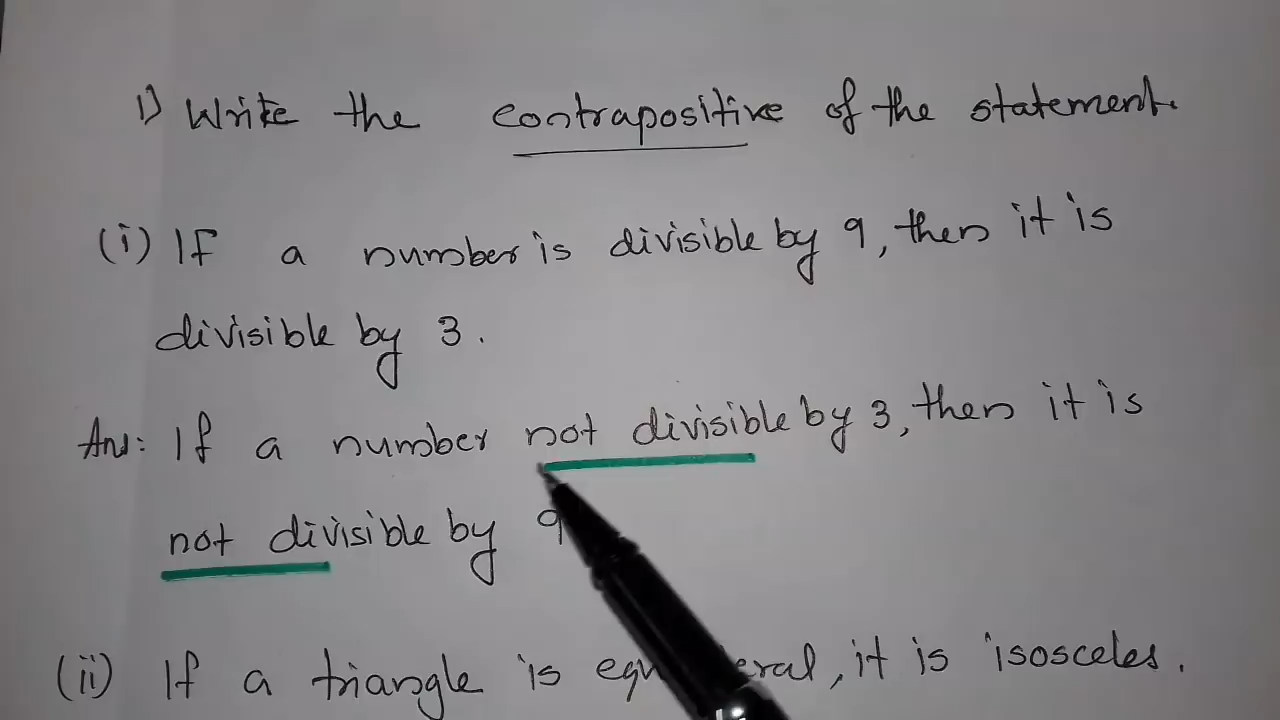 1) Write the contrapositive of the statement.
(i) If a number is divisible by 9, then it is
divisible by 3.
Ans: If a number not divisible by 3, then it is
not divisible by 9
(ii) If a triangle is eral, it is isosceles.